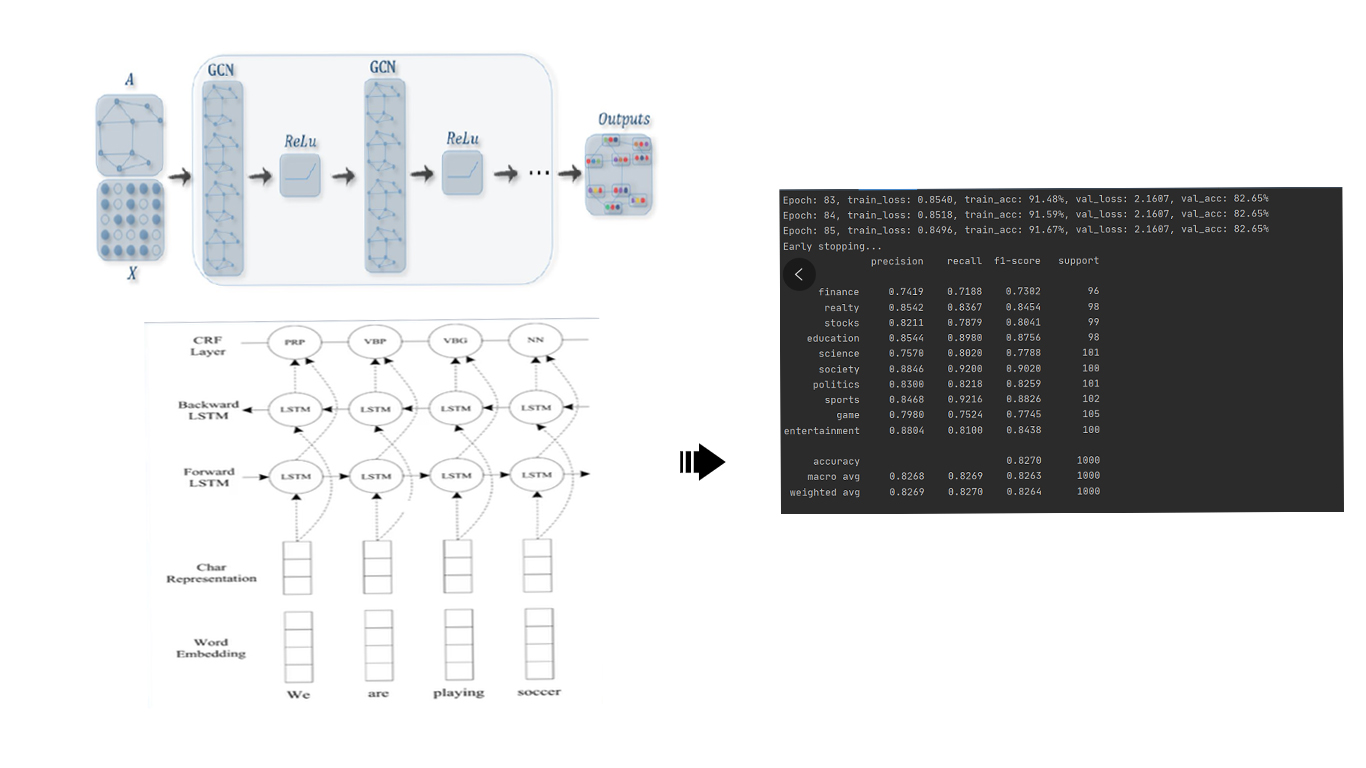 A
X
GCN
ReLu
GCN
ReLu
...
Outputs
CRF
Layer
PRP
VBP
VBG
NN
Backward
LSTM
LSTM
LSTM
LSTM
LSTM
Forward
LSTM
LSTM
LSTM
LSTM
LSTM
Char
Representation
Word
Embedding
We are playing soccer
Epoch: 83, train_loss: 0.8540, train_acc: 91.48%, val_loss: 2.1607, val_acc: 82.65%
Epoch: 84, train_loss: 0.8518, train_acc: 91.59%, val_loss: 2.1607, val_acc: 82.65%
Epoch: 85, train_loss: 0.8496, train_acc: 91.67%, val_loss: 2.1607, val_acc: 82.65%
Early stopping...
precision recall f1-score support
finance 0.7419 0.7188 0.7302 96
realty 0.8542 0.8367 0.8454 98
stocks 0.8211 0.7879 0.8041 99
education 0.8544 0.8980 0.8756 98
science 0.7570 0.8020 0.7788 101
society 0.8846 0.9200 0.9020 100
politics 0.8300 0.8218 0.8259 101
sports 0.8468 0.9216 0.8826 102
game 0.7980 0.7524 0.7745 105
entertainment 0.8804 0.8100 0.8438 100
accuracy 0.8270 1000
macro avg 0.8268 0.8269 0.8263 1000
weighted avg 0.8269 0.8270 0.8264 1000